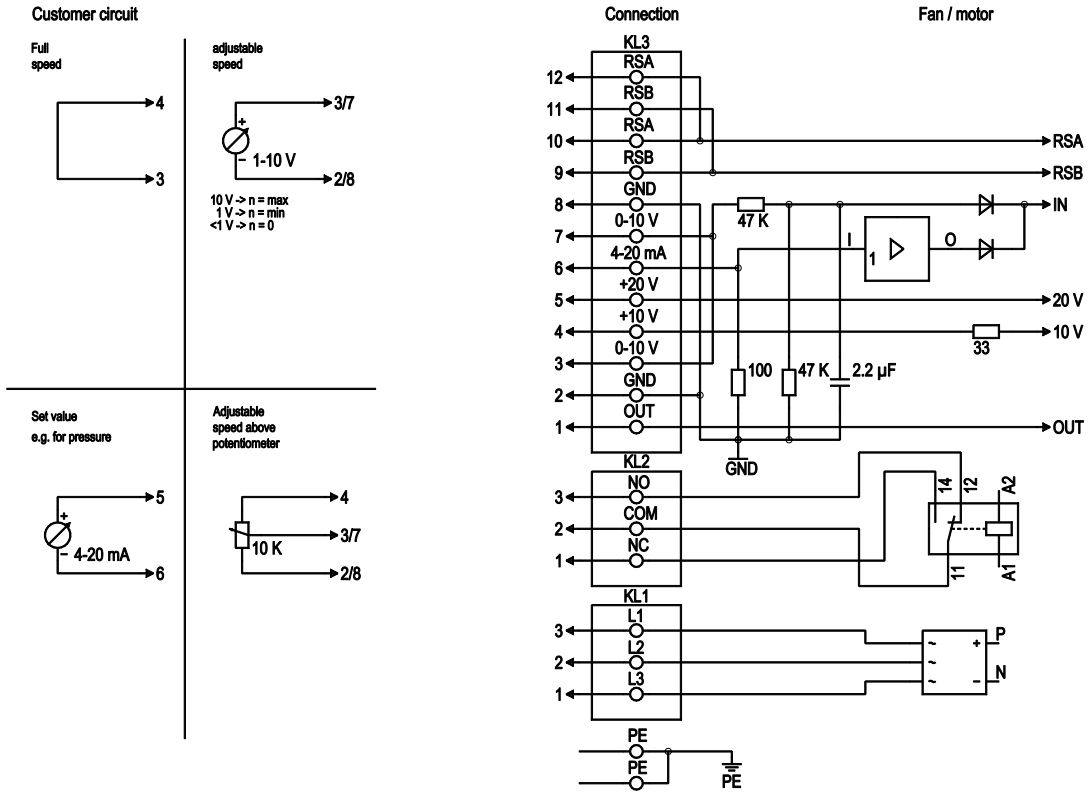 Customer circuit
Full
speed
4
3
adjustable
speed
3/7
+
1-10 V
–
2/8
10 V -> n = max
1 V -> n = min
<1 V -> n = 0
Set value
e.g. for pressure
5
+
4-20 mA
–
6
Adjustable
speed above
potentiometer
4
3/7
10 K
2/8
Connection
Fan / motor
KL3
RSA
12
RSB
11
RSA
10
RSA
RSB
9
RSB
GND
8
47 K
IN
0-10 V
7
I
O
1
4-20 mA
6
+20 V
5
20 V
+10 V
4
33
10 V
0-10 V
3
100
47 K
2.2 µF
GND
2
OUT
1
OUT
GND
KL2
NO
3
COM
2
NC
1
14
12
A2
11
A1
KL1
L1
3
L2
2
L3
1
~
~
~
+
–
P
N
PE
PE
PE